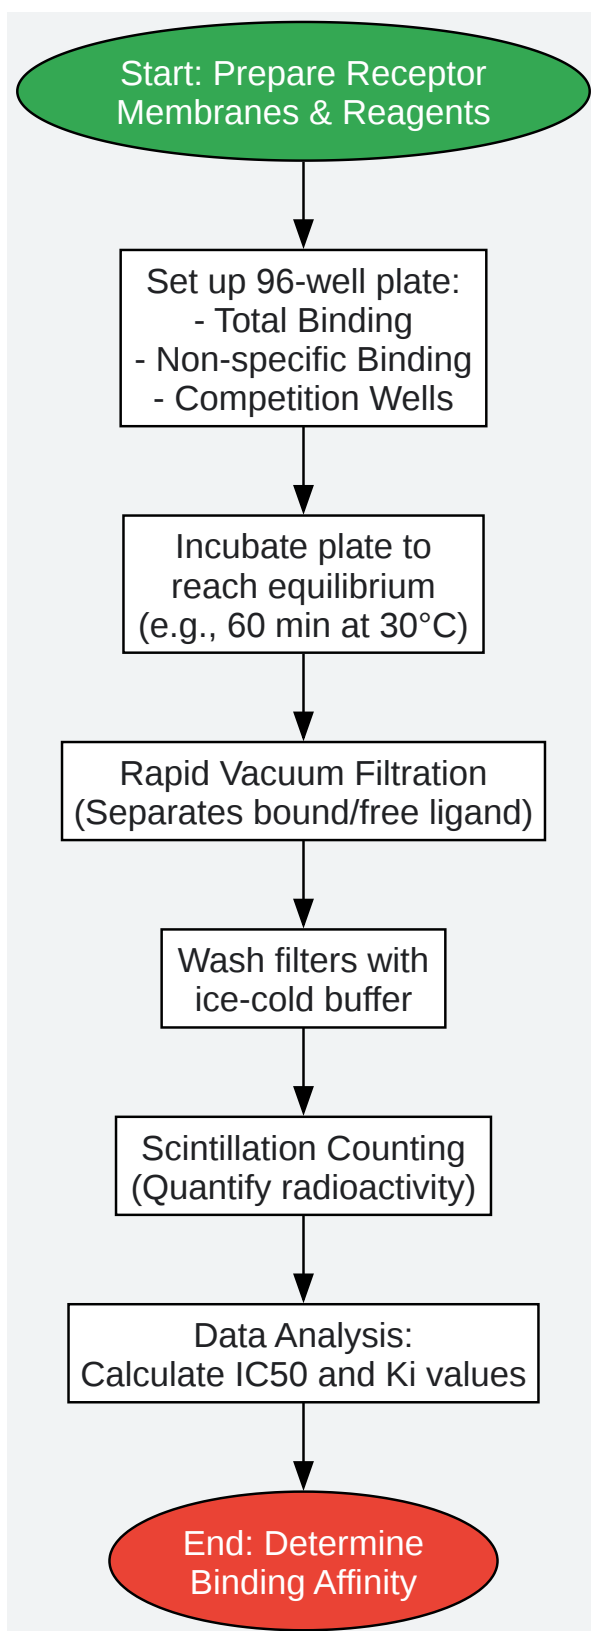 Start: Prepare Receptor
Membranes & Reagents
Set up 96-well plate:
- Total Binding
- Non-specific Binding
- Competition Wells
Incubate plate to
reach equilibrium
(e.g., 60 min at 30°C)
Rapid Vacuum Filtration
(Separates bound/free ligand)
Wash filters with
ice-cold buffer
Scintillation Counting
(Quantify radioactivity)
Data Analysis:
Calculate IC50 and Ki values
End: Determine
Binding Affinity